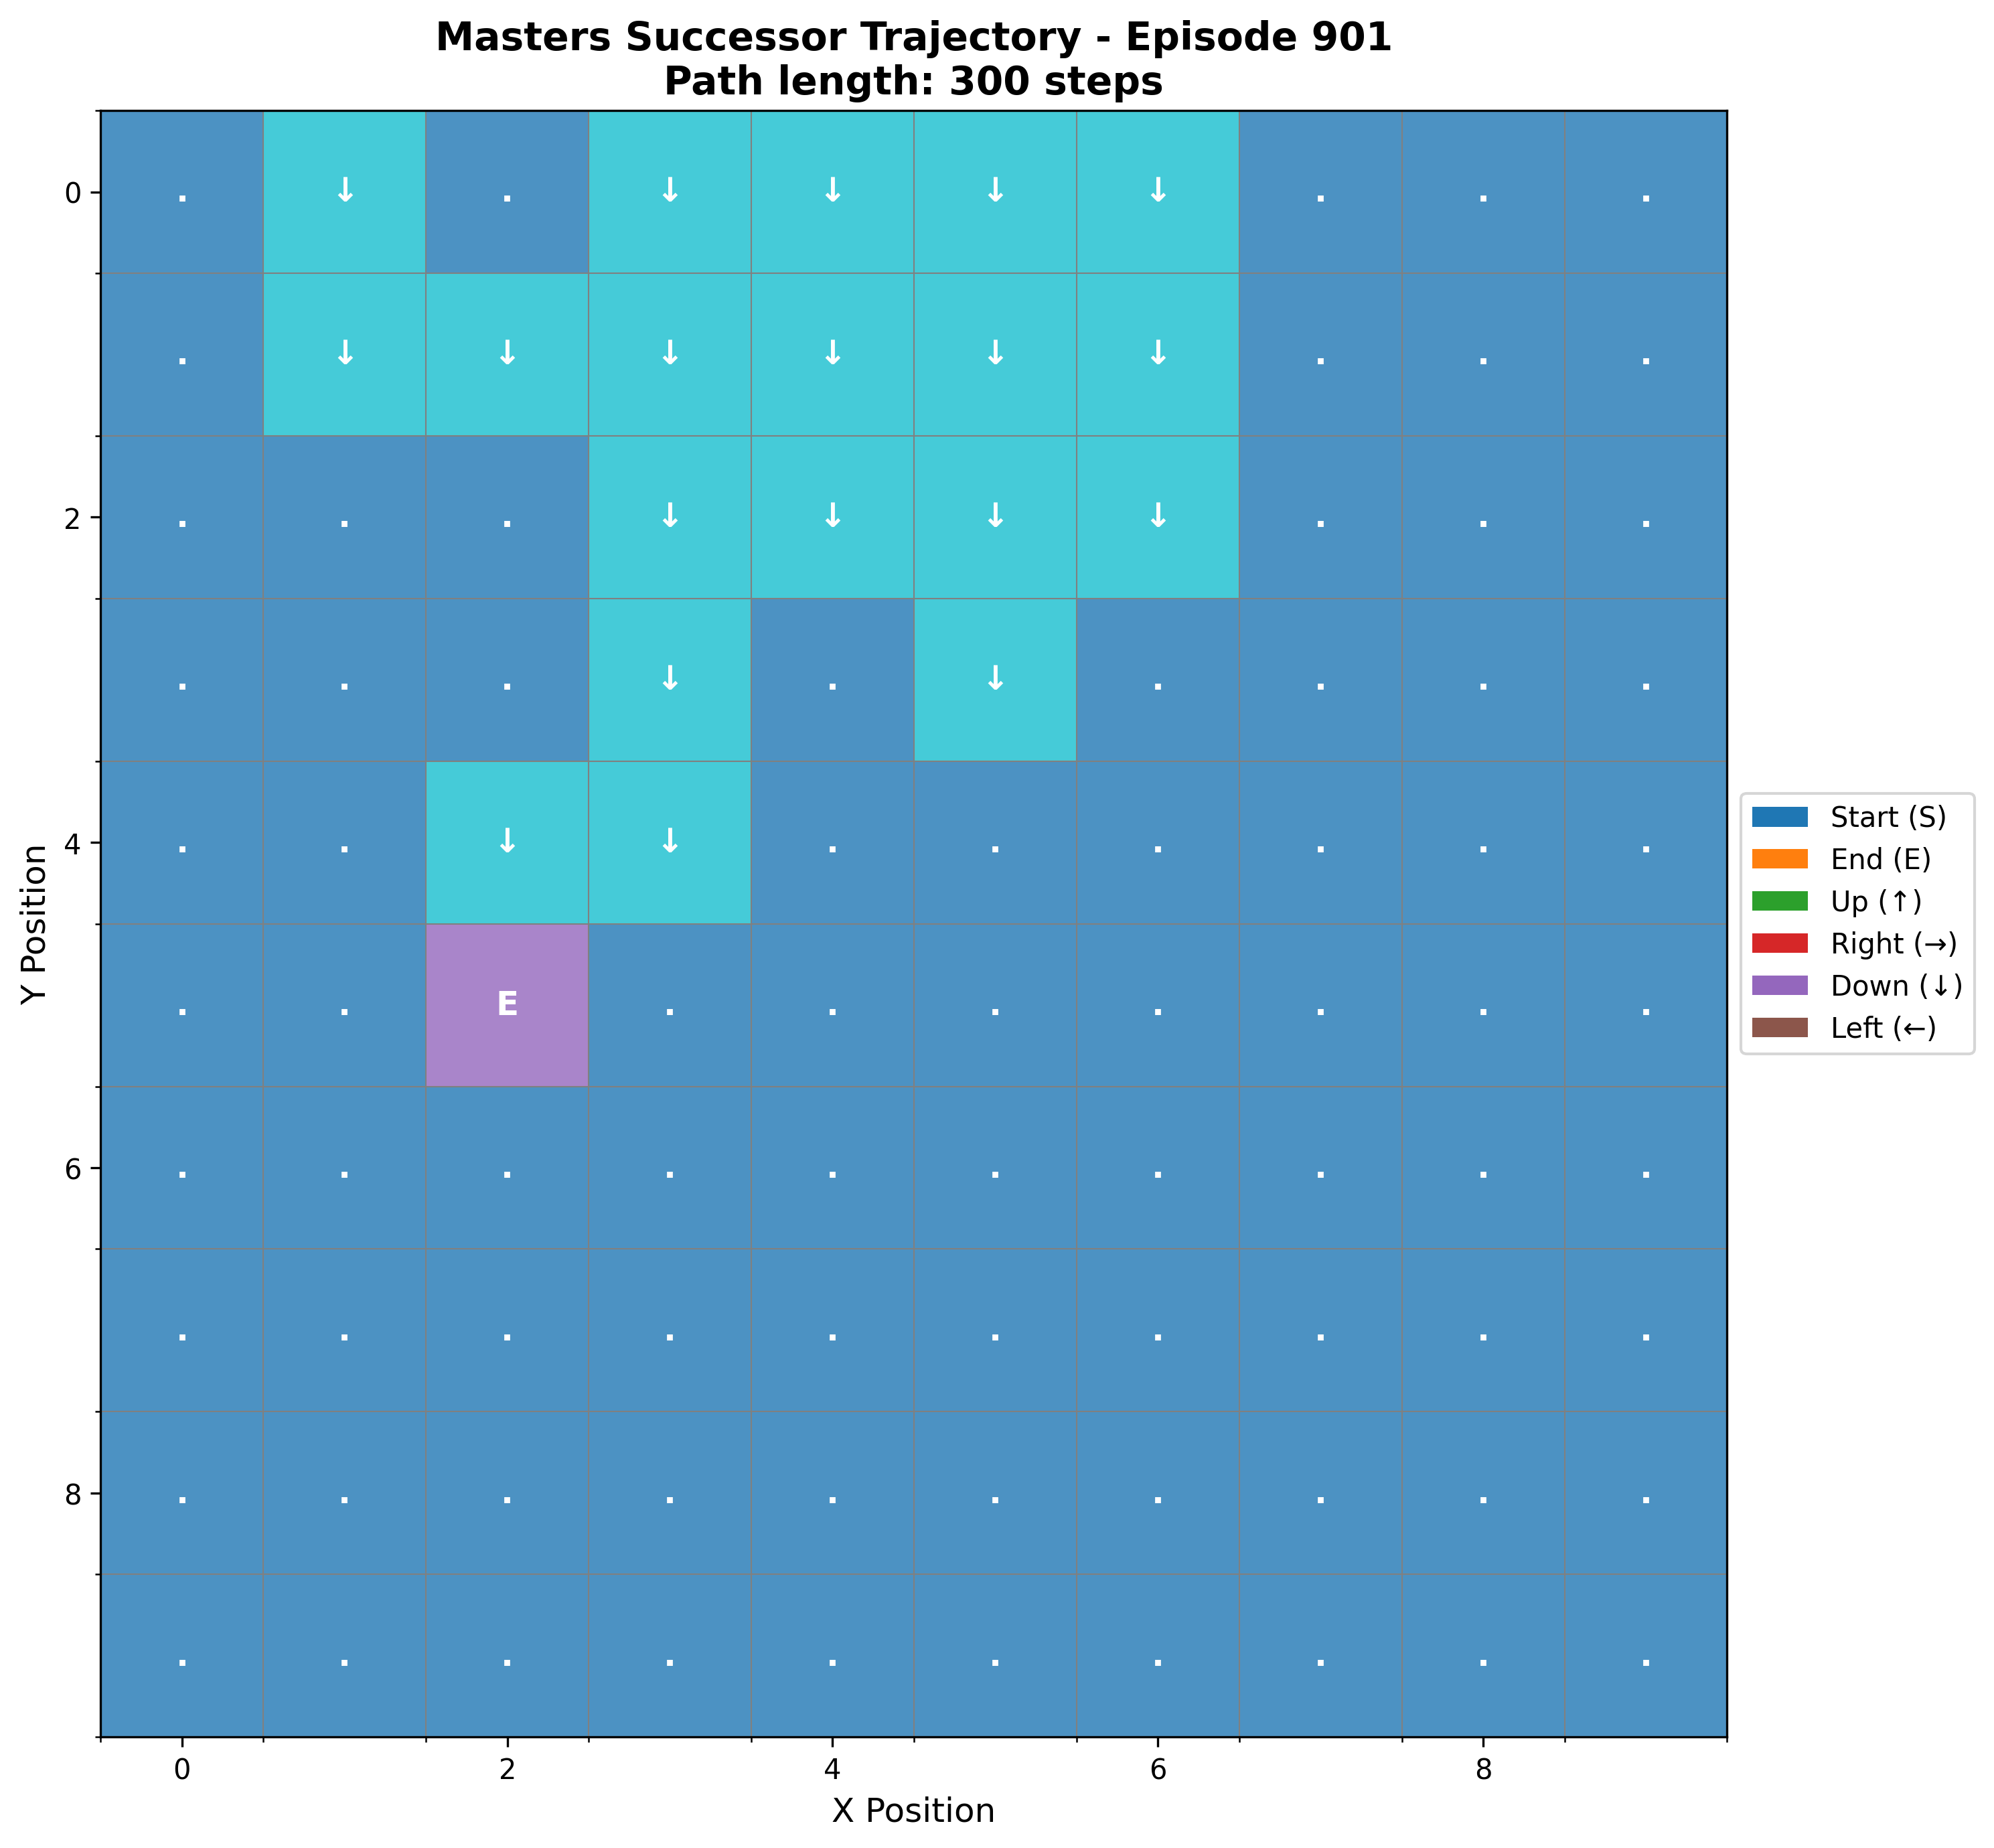 Masters Successor Trajectory - Episode 901
Path length: 300 steps
0 . ↓ . ↓ ↓ ↓ ↓ . . .
. ↓ ↓ ↓ ↓ ↓ ↓ . . .
2 . . . ↓ ↓ ↓ ↓ . . .
. . . ↓ . ↓ . . . .
4 . . ↓ ↓ . . . . . .
. . E . . . . . . .
6 . . . . . . . . . .
. . . . . . . . . .
8 . . . . . . . . . .
. . . . . . . . . .
0 2 4 6 8
X Position
Y Position
Start (S)
End (E)
Up (↑)
Right (→)
Down (↓)
Left (←)